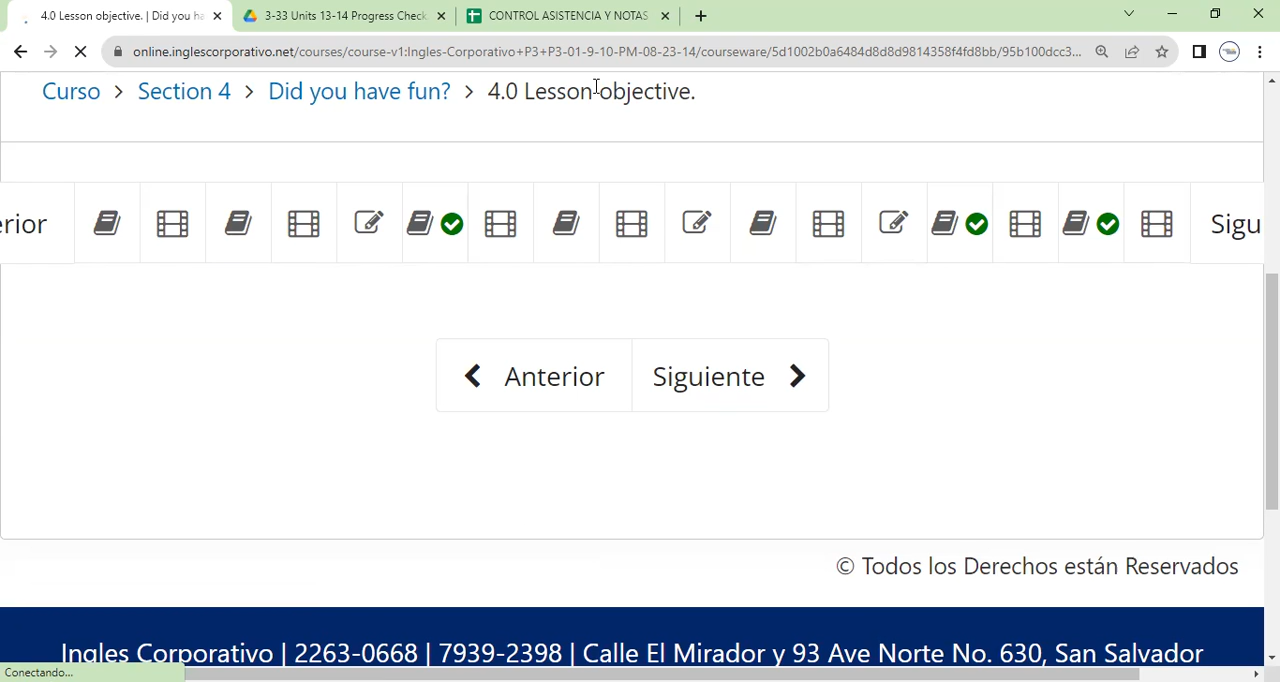 4.0 Lesson objective. | Did you ha
3-33 Units 13-14 Progress Check.
CONTROL ASISTENCIA Y NOTAS
online.inglescorporativo.net/courses/course-v1:Ingles-Corporativo+P3+P3-01-9-10-PM-08-23-14/courseware/5d1002b0a6484d8d8d9814358f4fd8bb/95b100dcc3...
Curso > Section 4 > Did you have fun? > 4.0 Lesson objective.
erior
Sigu
Anterior
Siguiente
© Todos los Derechos están Reservados
Ingles Corporativo | 2263-0668 | 7939-2398 | Calle El Mirador y 93 Ave Norte No. 630, San Salvador
Conectando...